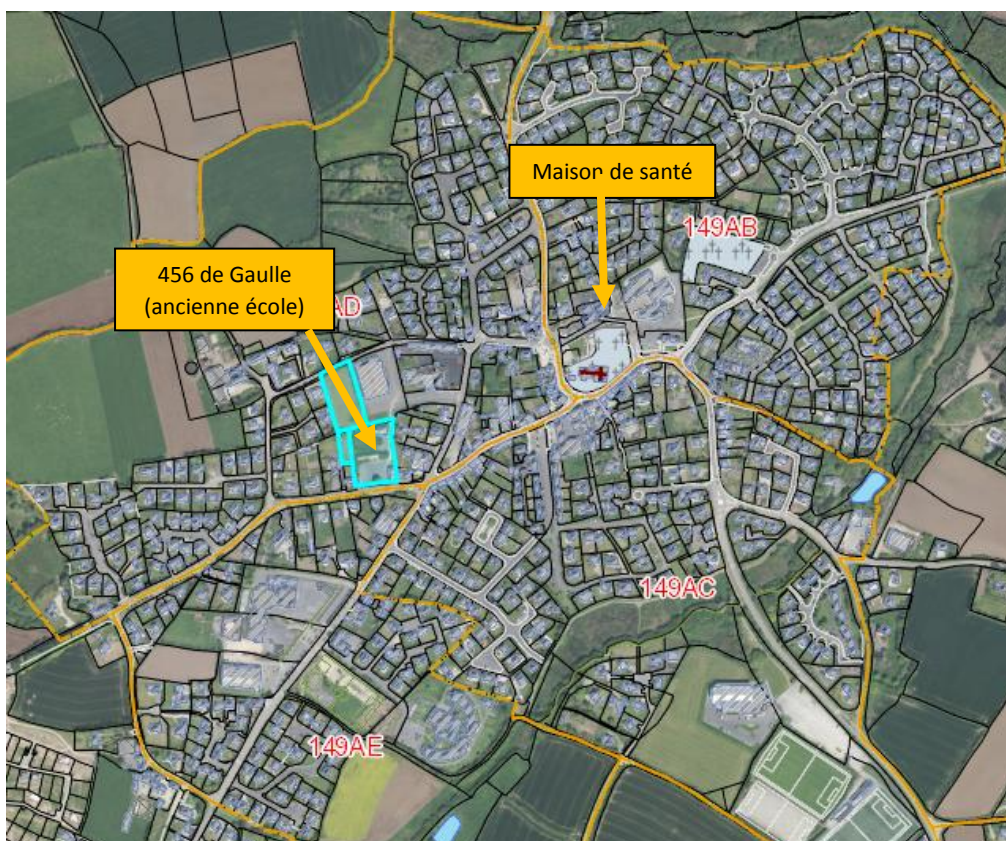 Maison de santé
149AB
456 de Gaulle
(ancienne école)
AD
149AC
149AE